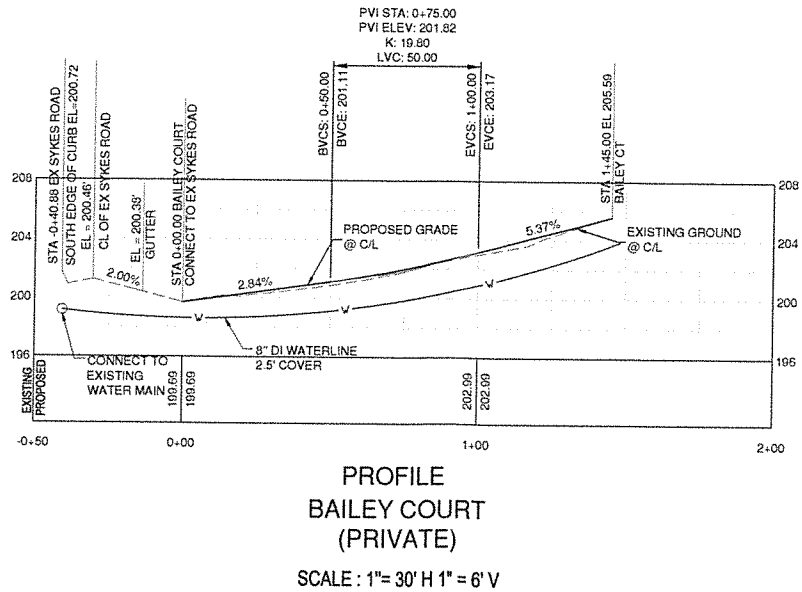 PVI STA: 0+75.00
PVI ELEV: 201.82
K: 19.80
LVC: 50.00
STA -0+40.88 EX SYKES ROAD
SOUTH EDGE OF CURB EL=200.72
EL = 200.46'
CL OF EX SYKES ROAD
EL = 200.38'
GUTTER
STA 0+00.00 BAILEY COURT
CONNECT TO EX SYKES ROAD
BVCS: 0+50.00
BVCE: 201.11
EVCS: 1+00.00
EVCE: 203.17
STA 1+45.00 EL 205.59
BAILEY CT
208
208
204
204
200
200
196
196
2.00%
2.84%
5.37%
PROPOSED GRADE
@ C/L
EXISTING GROUND
@ C/L
W
W
W
CONNECT TO
EXISTING
WATER MAIN
8" DI WATERLINE
2.5' COVER
EXISTING
PROPOSED
199.69
199.69
202.99
202.99
-0+50
0+00
1+00
2+00
PROFILE
BAILEY COURT
(PRIVATE)
SCALE : 1"= 30' H 1" = 6' V